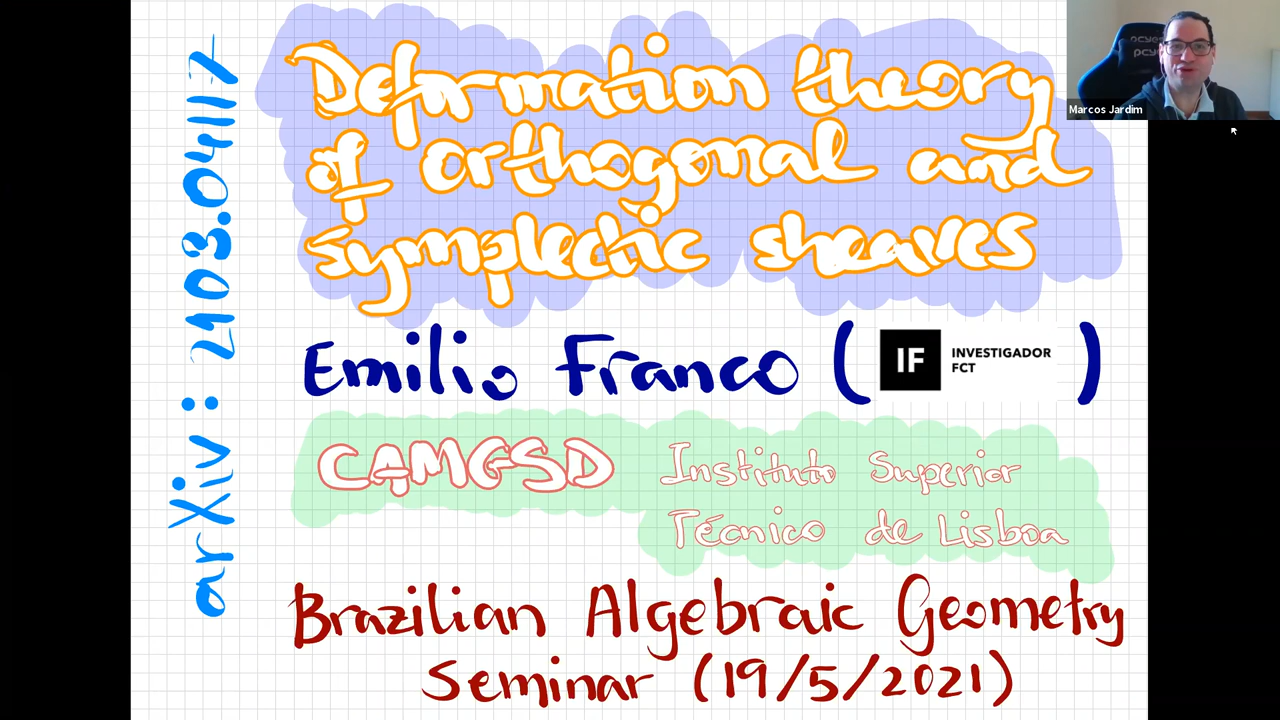 arXiv: 2103.04117
Deformation theory
of orthogonal and
symplectic sheaves
Emilio Franco ( IF INVESTIGADOR FCT )
CAMGSD Instituto Superior
Técnico de Lisboa
Brazilian Algebraic Geometry
Seminar (19/5/2021)
Marcos Jardim